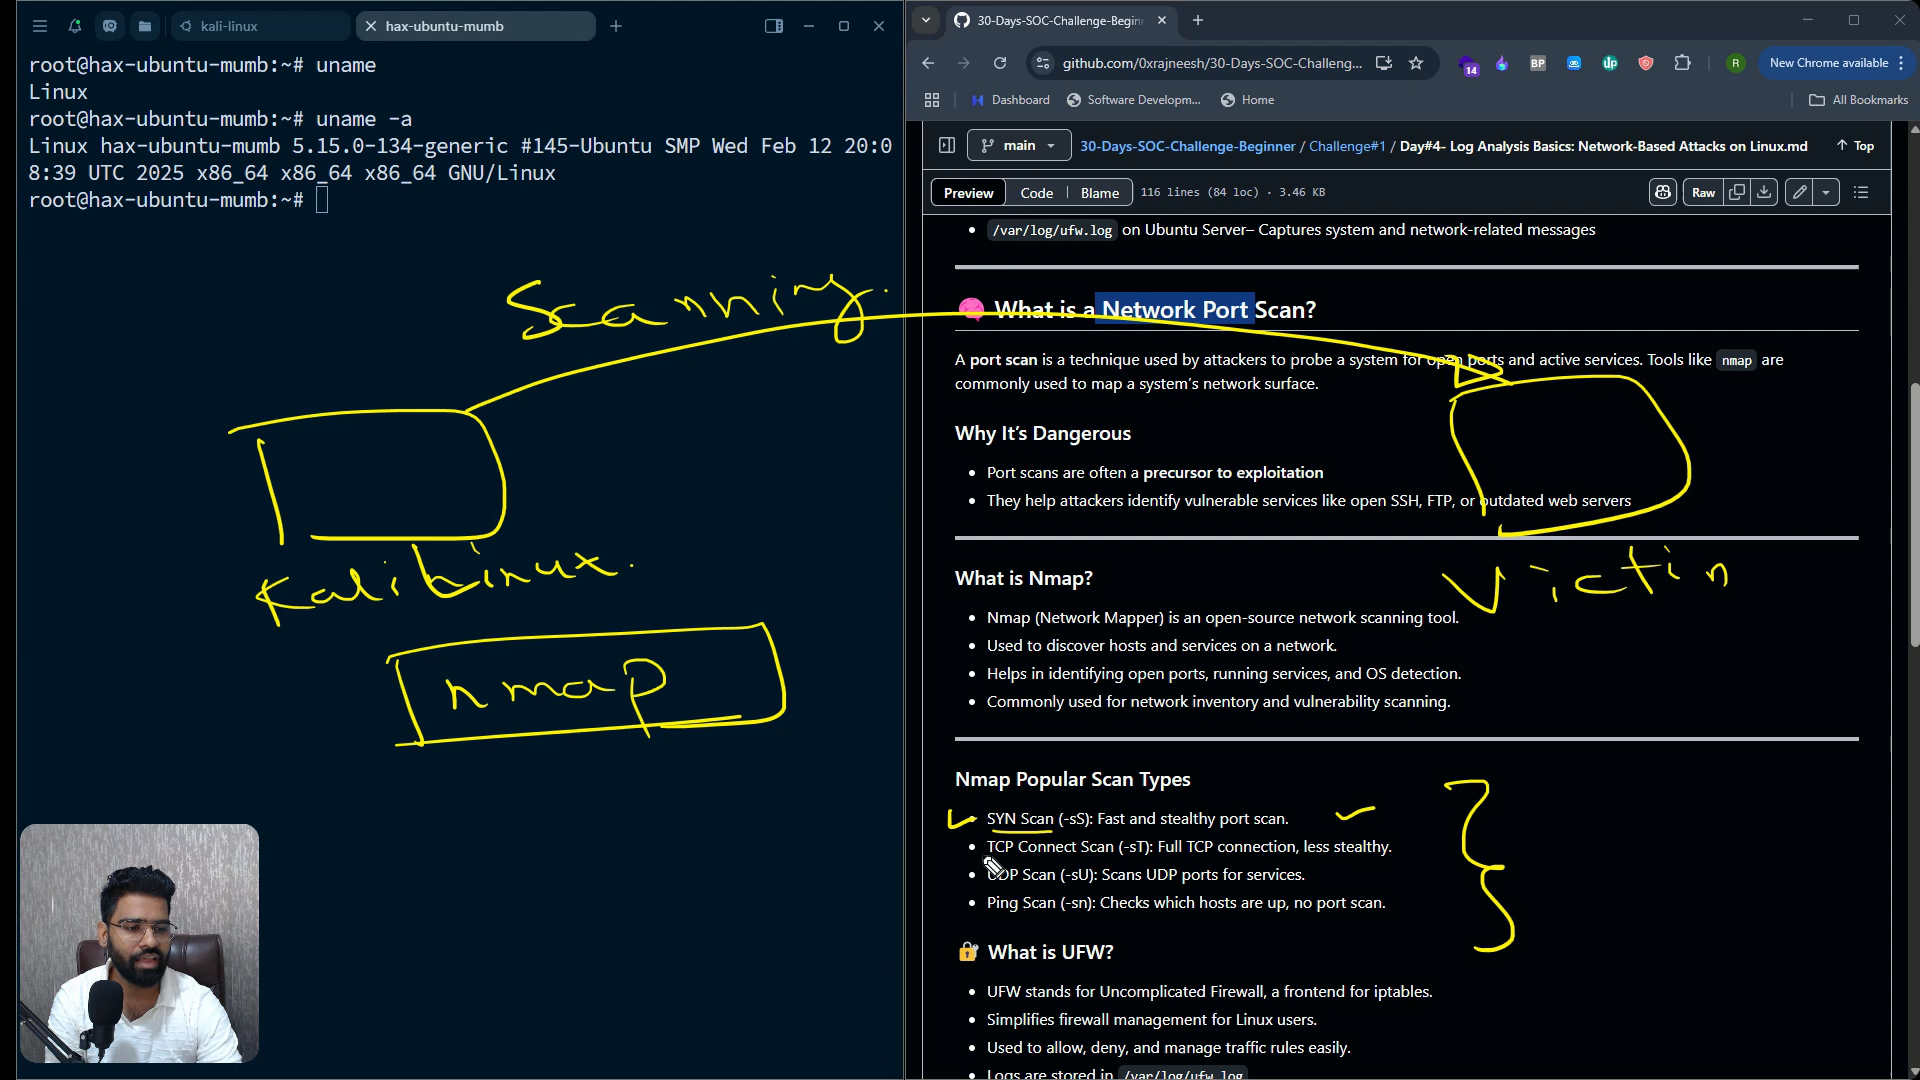 kali-linux
hax-ubuntu-mumb
root@hax-ubuntu-mumb:~# uname
Linux
root@hax-ubuntu-mumb:~# uname -a
Linux hax-ubuntu-mumb 5.15.0-134-generic #145-Ubuntu SMP Wed Feb 12 20:0
8:39 UTC 2025 x86_64 x86_64 x86_64 GNU/Linux
root@hax-ubuntu-mumb:~#
Scanning.
Kali Linux.
nmap
30-Days-SOC-Challenge-Begin
github.com/0xrajneesh/30-Days-SOC-Challeng...
14
BP
up
R
New Chrome available
Dashboard
Software Developm...
Home
All Bookmarks
main
30-Days-SOC-Challenge-Beginner / Challenge#1 / Day#4- Log Analysis Basics: Network-Based Attacks on Linux.md
Top
Preview
Code
Blame
116 lines (84 loc) · 3.46 KB
Raw
• /var/log/ufw.log on Ubuntu Server– Captures system and network-related messages
🧠 What is a Network Port Scan?
A port scan is a technique used by attackers to probe a system for open ports and active services. Tools like nmap are
commonly used to map a system's network surface.
Why It's Dangerous
• Port scans are often a precursor to exploitation
• They help attackers identify vulnerable services like open SSH, FTP, or outdated web servers
Victin
What is Nmap?
• Nmap (Network Mapper) is an open-source network scanning tool.
• Used to discover hosts and services on a network.
• Helps in identifying open ports, running services, and OS detection.
• Commonly used for network inventory and vulnerability scanning.
Nmap Popular Scan Types
• SYN Scan (-sS): Fast and stealthy port scan.
• TCP Connect Scan (-sT): Full TCP connection, less stealthy.
• UDP Scan (-sU): Scans UDP ports for services.
• Ping Scan (-sn): Checks which hosts are up, no port scan.
🔐 What is UFW?
• UFW stands for Uncomplicated Firewall, a frontend for iptables.
• Simplifies firewall management for Linux users.
• Used to allow, deny, and manage traffic rules easily.
• Logs are stored in /var/log/ufw.log